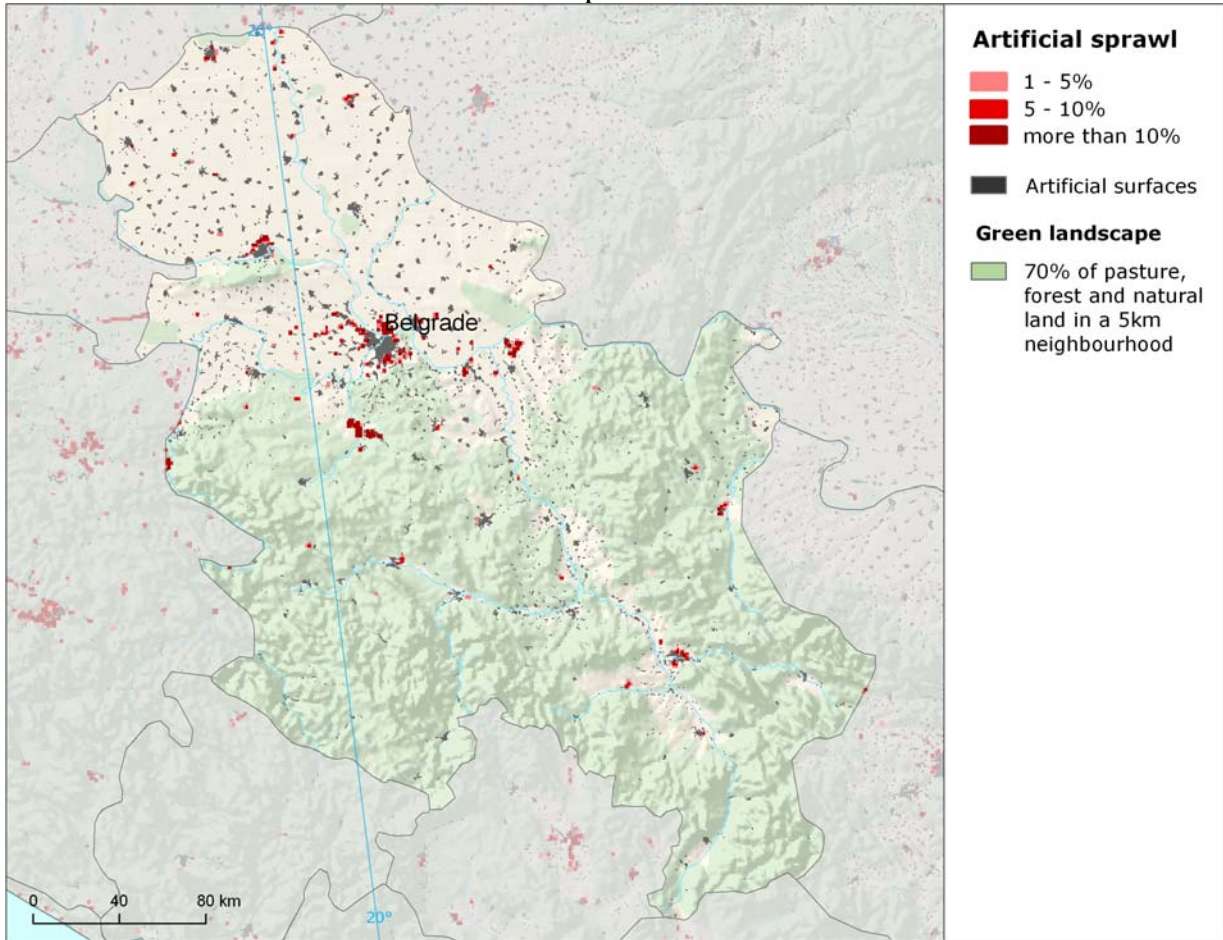 20°
Belgrade
0 40 80 km
20°
Artificial sprawl
1 - 5%
5 - 10%
more than 10%
Artificial surfaces
Green landscape
70% of pasture,
forest and natural
land in a 5km
neighbourhood